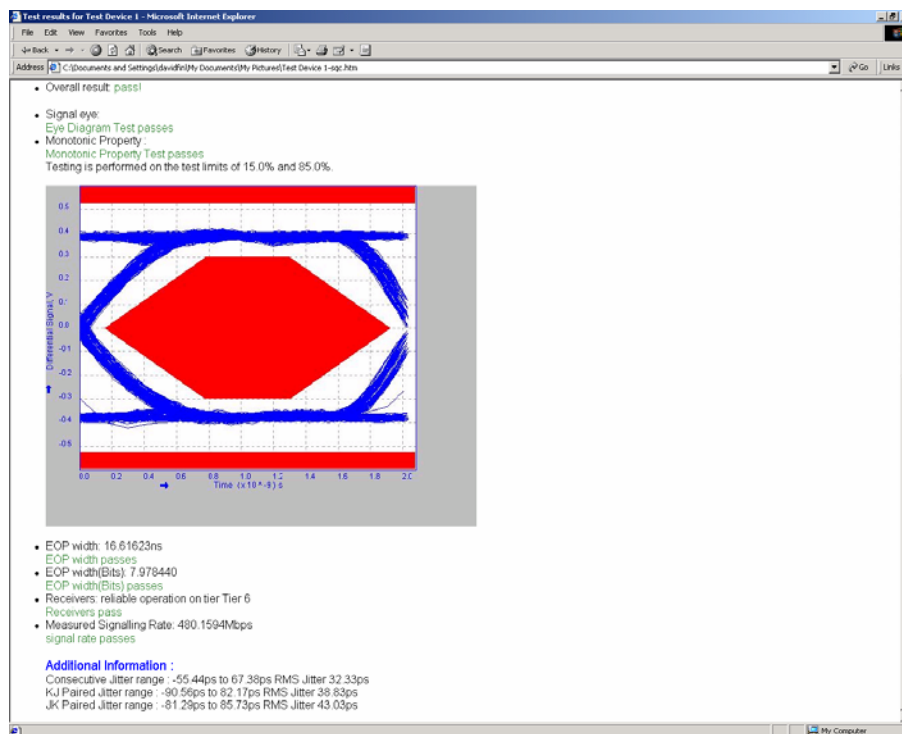 Test results for Test Device 1 - Microsoft Internet Explorer
File Edit View Favorites Tools Help
Back Search Favorites History
Address C:\Documents and Settings\davidfin\My Documents\My Pictures\Test Device 1-sqc.htm Go Links
Overall result: pass!
Signal eye:
Eye Diagram Test passes
Monotonic Property :
Monotonic Property Test passes
Testing is performed on the test limits of 15.0% and 85.0%.
0.5
0.4
0.3
0.2
0.1
0.0
-0.1
-0.2
-0.3
-0.4
-0.5
Differential Signal, V
0.0 0.2 0.4 0.6 0.8 1.0 1.2 1.4 1.6 1.8 2.0
Time (x10^-9) s
EOP width: 16.61623ns
EOP width passes
EOP width(Bits): 7.978440
EOP width(Bits) passes
Receivers: reliable operation on tier Tier 6
Receivers pass
Measured Signalling Rate: 480.1594Mbps
signal rate passes
Additional Information :
Consecutive Jitter range : -55.44ps to 67.38ps RMS Jitter 32.33ps
KJ Paired Jitter range : -90.56ps to 82.17ps RMS Jitter 38.83ps
JK Paired Jitter range : -81.29ps to 85.73ps RMS Jitter 43.03ps
My Computer